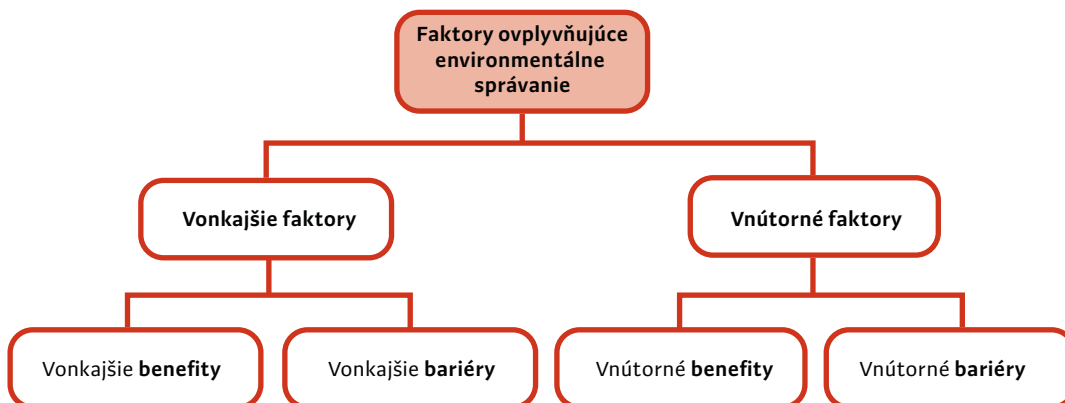 Faktory ovplyvňujúce
environmentálne
správanie
Vonkajšie faktory
Vnútorné faktory
Vonkajšie benefity
Vonkajšie bariéry
Vnútorné benefity
Vnútorné bariéry